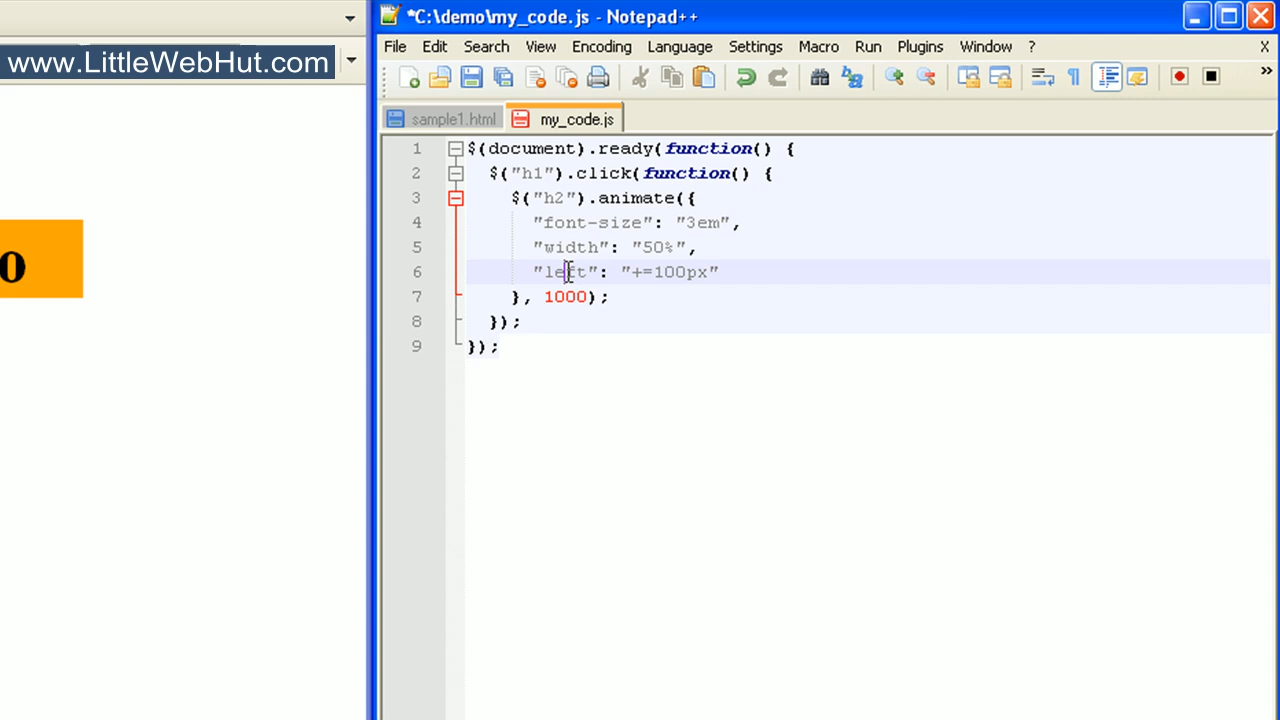 *C:\demo\my_code.js - Notepad++
www.LittleWebHut.com
File Edit Search View Encoding Language Settings Macro Run Plugins Window ? X
sample1.html my_code.js
1 $(document).ready(function() {
2 $("h1").click(function() {
3 $("h2").animate({
4 "font-size": "3em",
5 "width": "50%",
6 "left": "+=100px"
7 }, 1000);
8 });
9 });
o